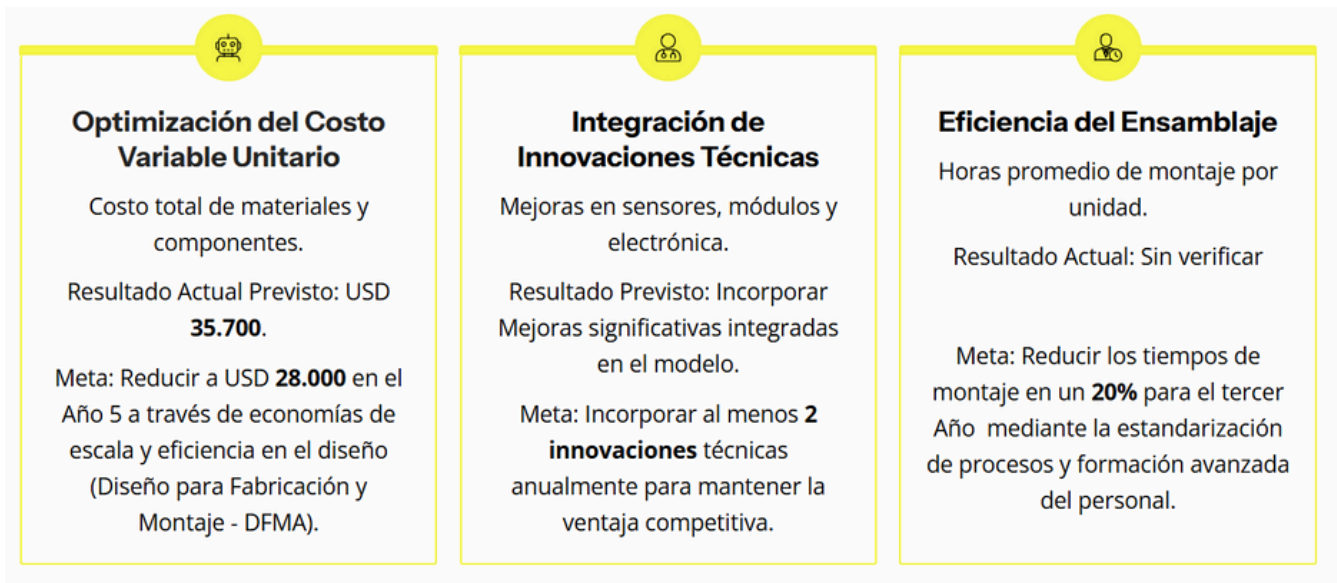 Optimización del Costo
Variable Unitario
Costo total de materiales y
componentes.
Resultado Actual Previsto: USD
35.700.
Meta: Reducir a USD 28.000 en el
Año 5 a través de economías de
escala y eficiencia en el diseño
(Diseño para Fabricación y
Montaje - DFMA).
Integración de
Innovaciones Técnicas
Mejoras en sensores, módulos y
electrónica.
Resultado Previsto: Incorporar
Mejoras significativas integradas
en el modelo.
Meta: Incorporar al menos 2
innovaciones técnicas
anualmente para mantener la
ventaja competitiva.
Eficiencia del Ensamblaje
Horas promedio de montaje por
unidad.
Resultado Actual: Sin verificar
Meta: Reducir los tiempos de
montaje en un 20% para el tercer
Año mediante la estandarización
de procesos y formación avanzada
del personal.